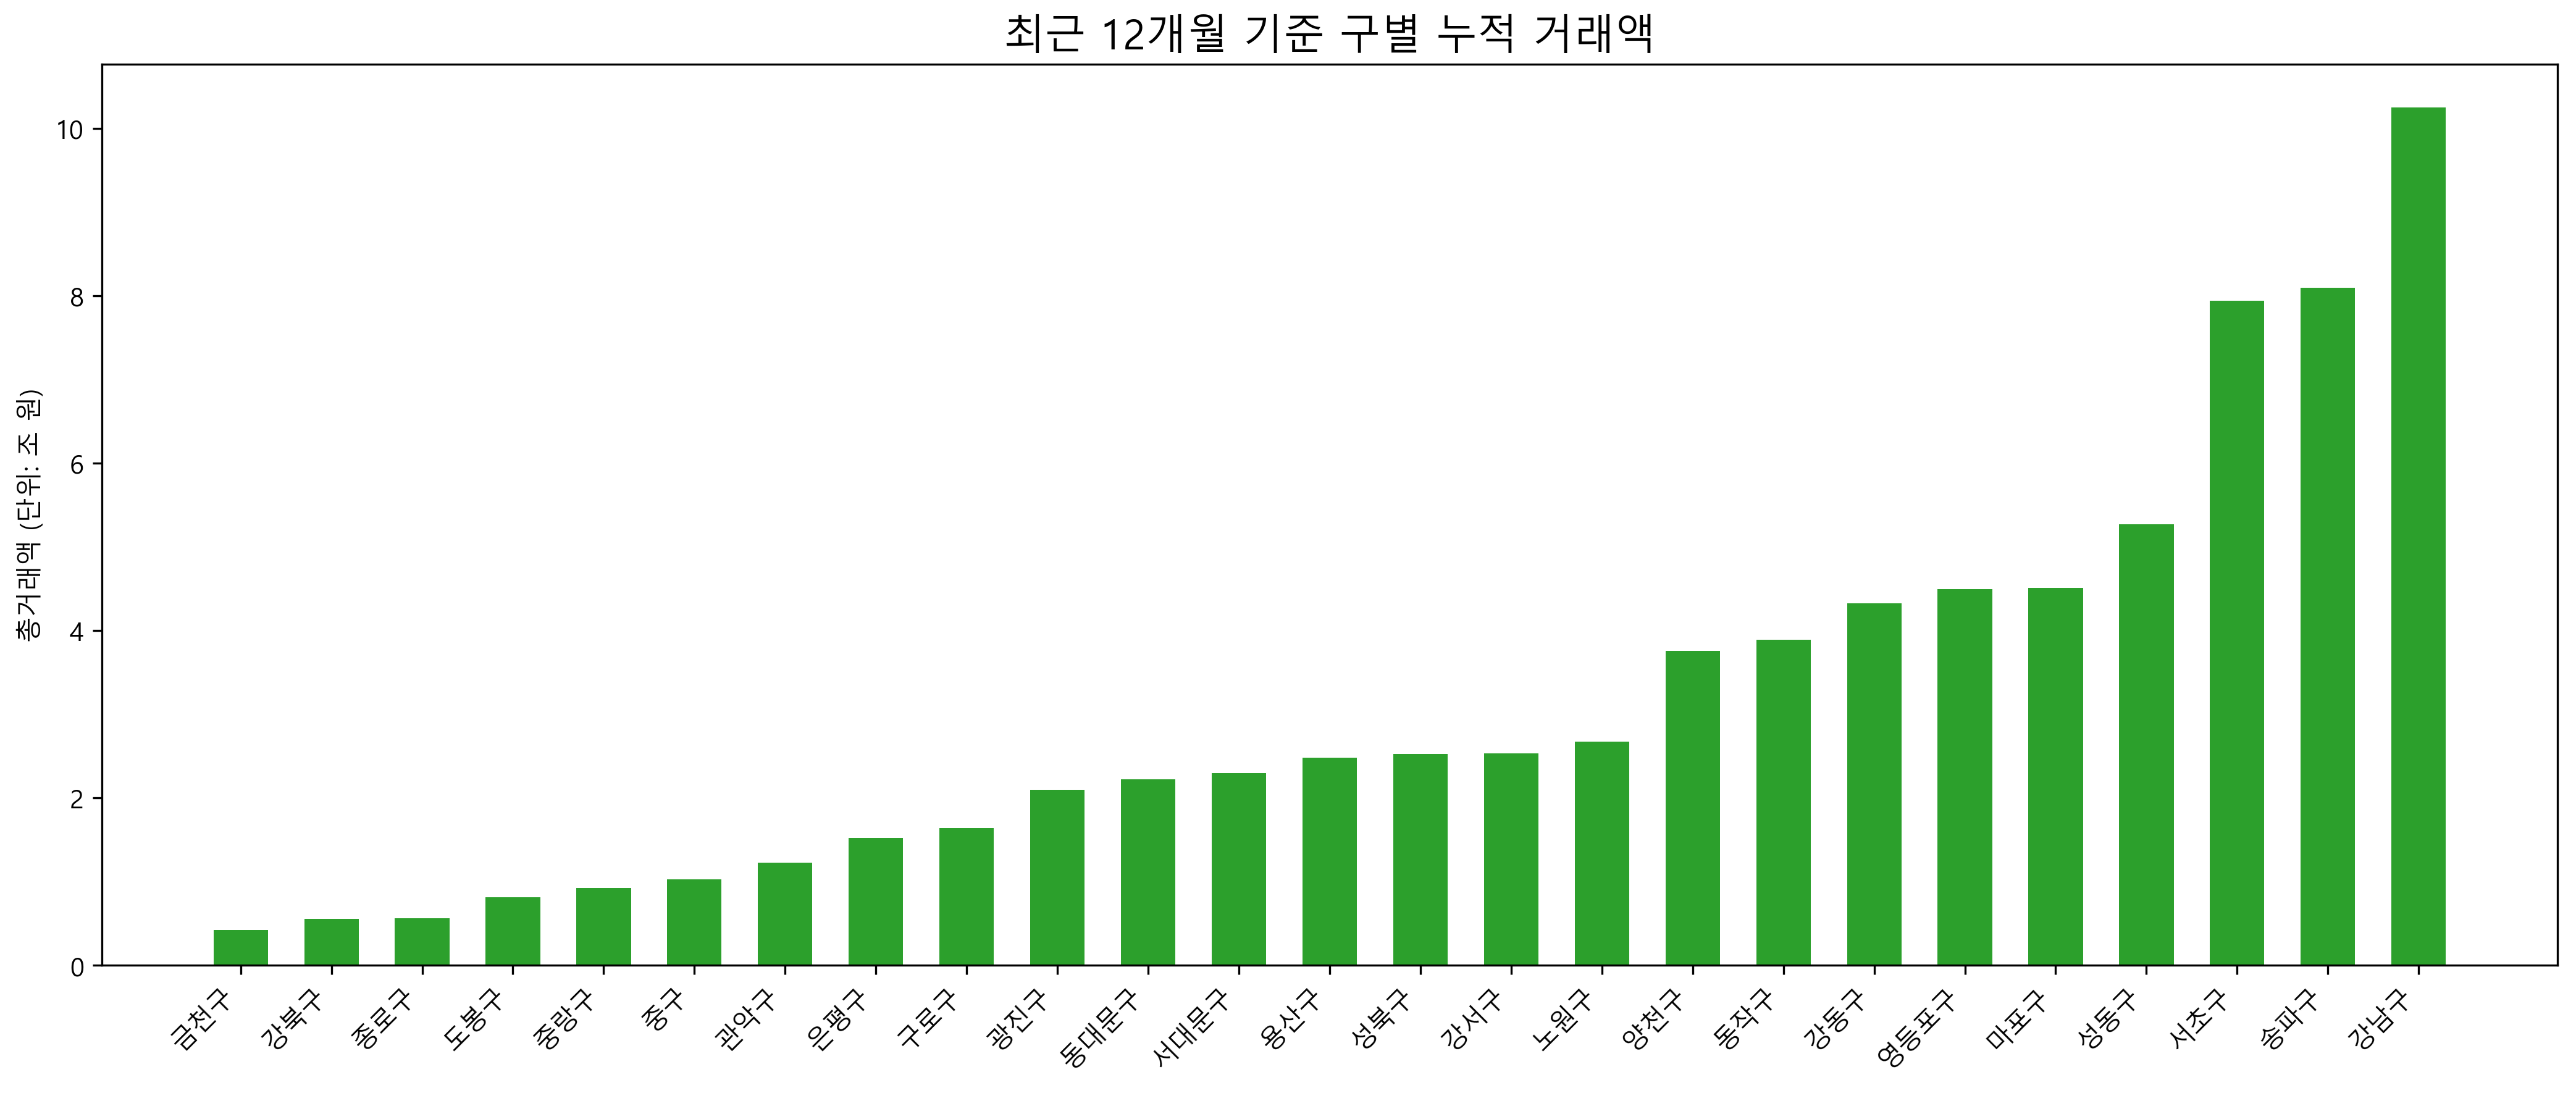 최근 12개월 기준 구별 누적 거래액
총거래액 (단위: 조 원)
10
8
6
4
2
0
금천구
강북구
종로구
도봉구
중랑구
중구
관악구
은평구
구로구
광진구
동대문구
서대문구
용산구
성북구
강서구
노원구
양천구
동작구
강동구
영등포구
마포구
성동구
서초구
송파구
강남구